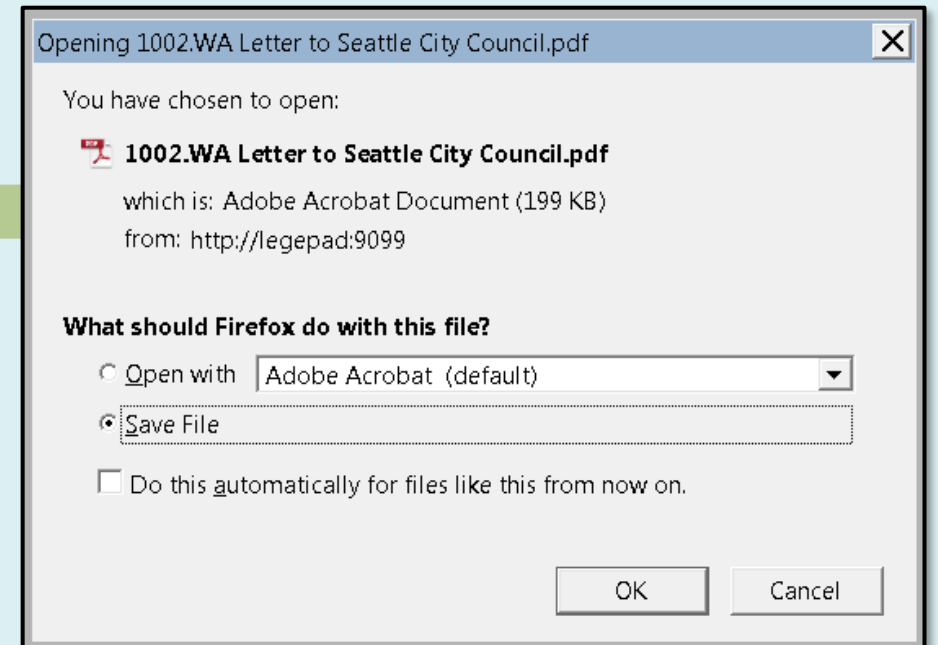 Opening 1002.WA Letter to Seattle City Council.pdf
You have chosen to open:
1002.WA Letter to Seattle City Council.pdf
which is: Adobe Acrobat Document (199 KB)
from: http://legepad:9099
What should Firefox do with this file?
Open with Adobe Acrobat (default)
Save File
Do this automatically for files like this from now on.
OK Cancel